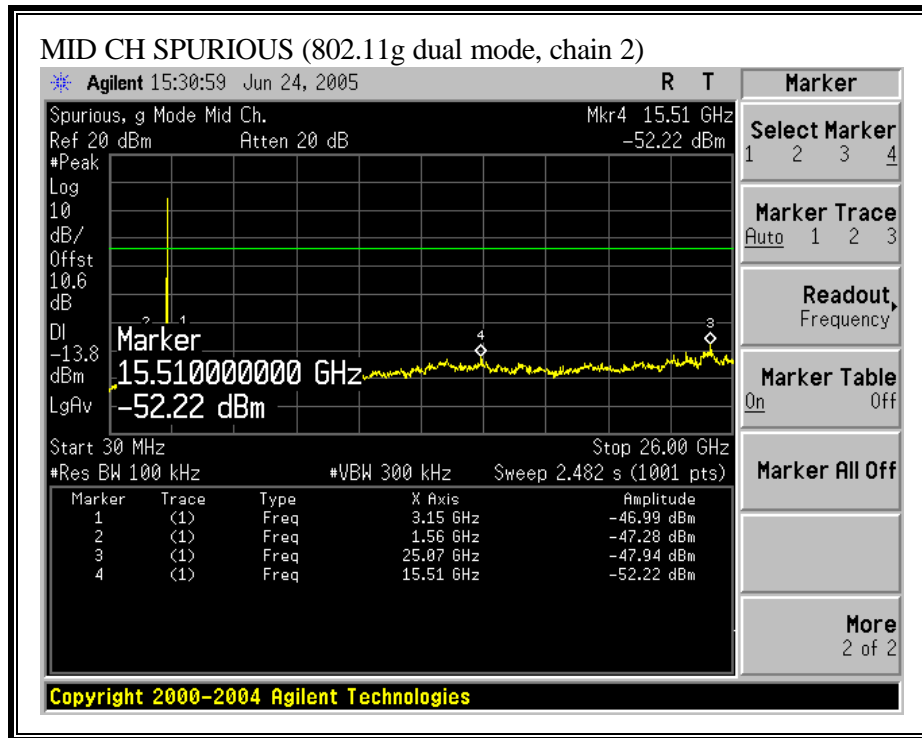 MID CH SPURIOUS (802.11g dual mode, chain 2)
Agilent 15:30:59 Jun 24, 2005 R T
Spurious, g Mode Mid Ch. Mkr4 15.51 GHz
Ref 20 dBm Atten 20 dB -52.22 dBm
#Peak
Log
10
dB/
Offst
10.6
dB
DI
-13.8
dBm
LgAv
2 1
4
3
Marker
15.510000000 GHz
-52.22 dBm
Start 30 MHz Stop 26.00 GHz
#Res BW 100 kHz #VBW 300 kHz Sweep 2.482 s (1001 pts)
Marker Trace Type X Axis Amplitude
1 (1) Freq 3.15 GHz -46.99 dBm
2 (1) Freq 1.56 GHz -47.28 dBm
3 (1) Freq 25.07 GHz -47.94 dBm
4 (1) Freq 15.51 GHz -52.22 dBm
Marker
Select Marker
1 2 3 4
Marker Trace
Auto 1 2 3
Readout
Frequency
Marker Table
On Off
Marker All Off
More
2 of 2
Copyright 2000-2004 Agilent Technologies